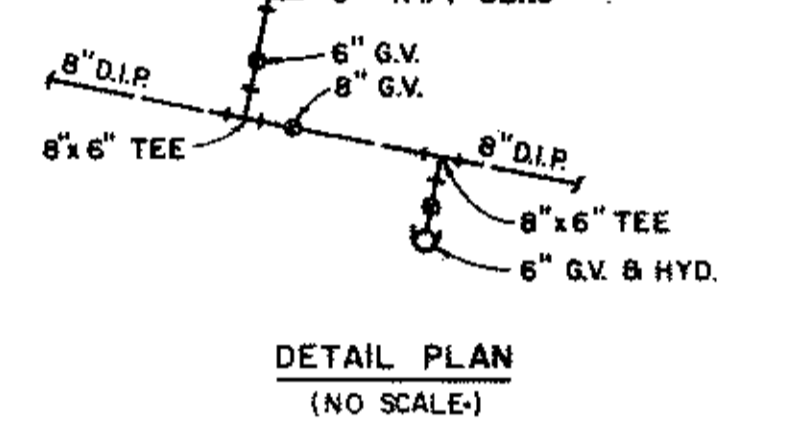 6" G.V.
8" G.V.
8" D.I.P.
8"x 6" TEE
8" D.I.P.
8"x 6" TEE
6" G.V. & HYD.
DETAIL PLAN
(NO SCALE.)